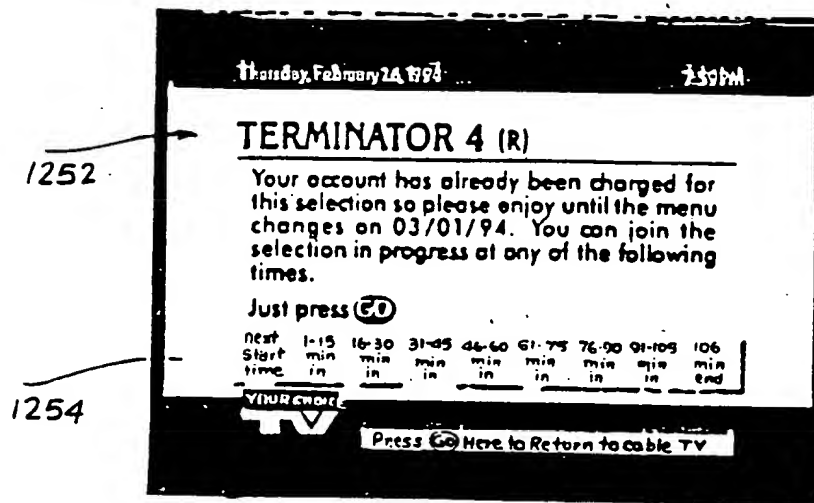 Thursday, February 24, 1994 7:59PM
1252
TERMINATOR 4 (R)
Your account has already been charged for
this selection so please enjoy until the menu
changes on 03/01/94. You can join the
selection in progress at any of the following
times.
Just press GO
next 1-15 16-30 31-45 46-60 61-75 76-90 91-105 106
start min min min min min min min min
time in in in in in in in end
1254
YOUR CHOICE
TV
Press GO Here to Return to cable TV